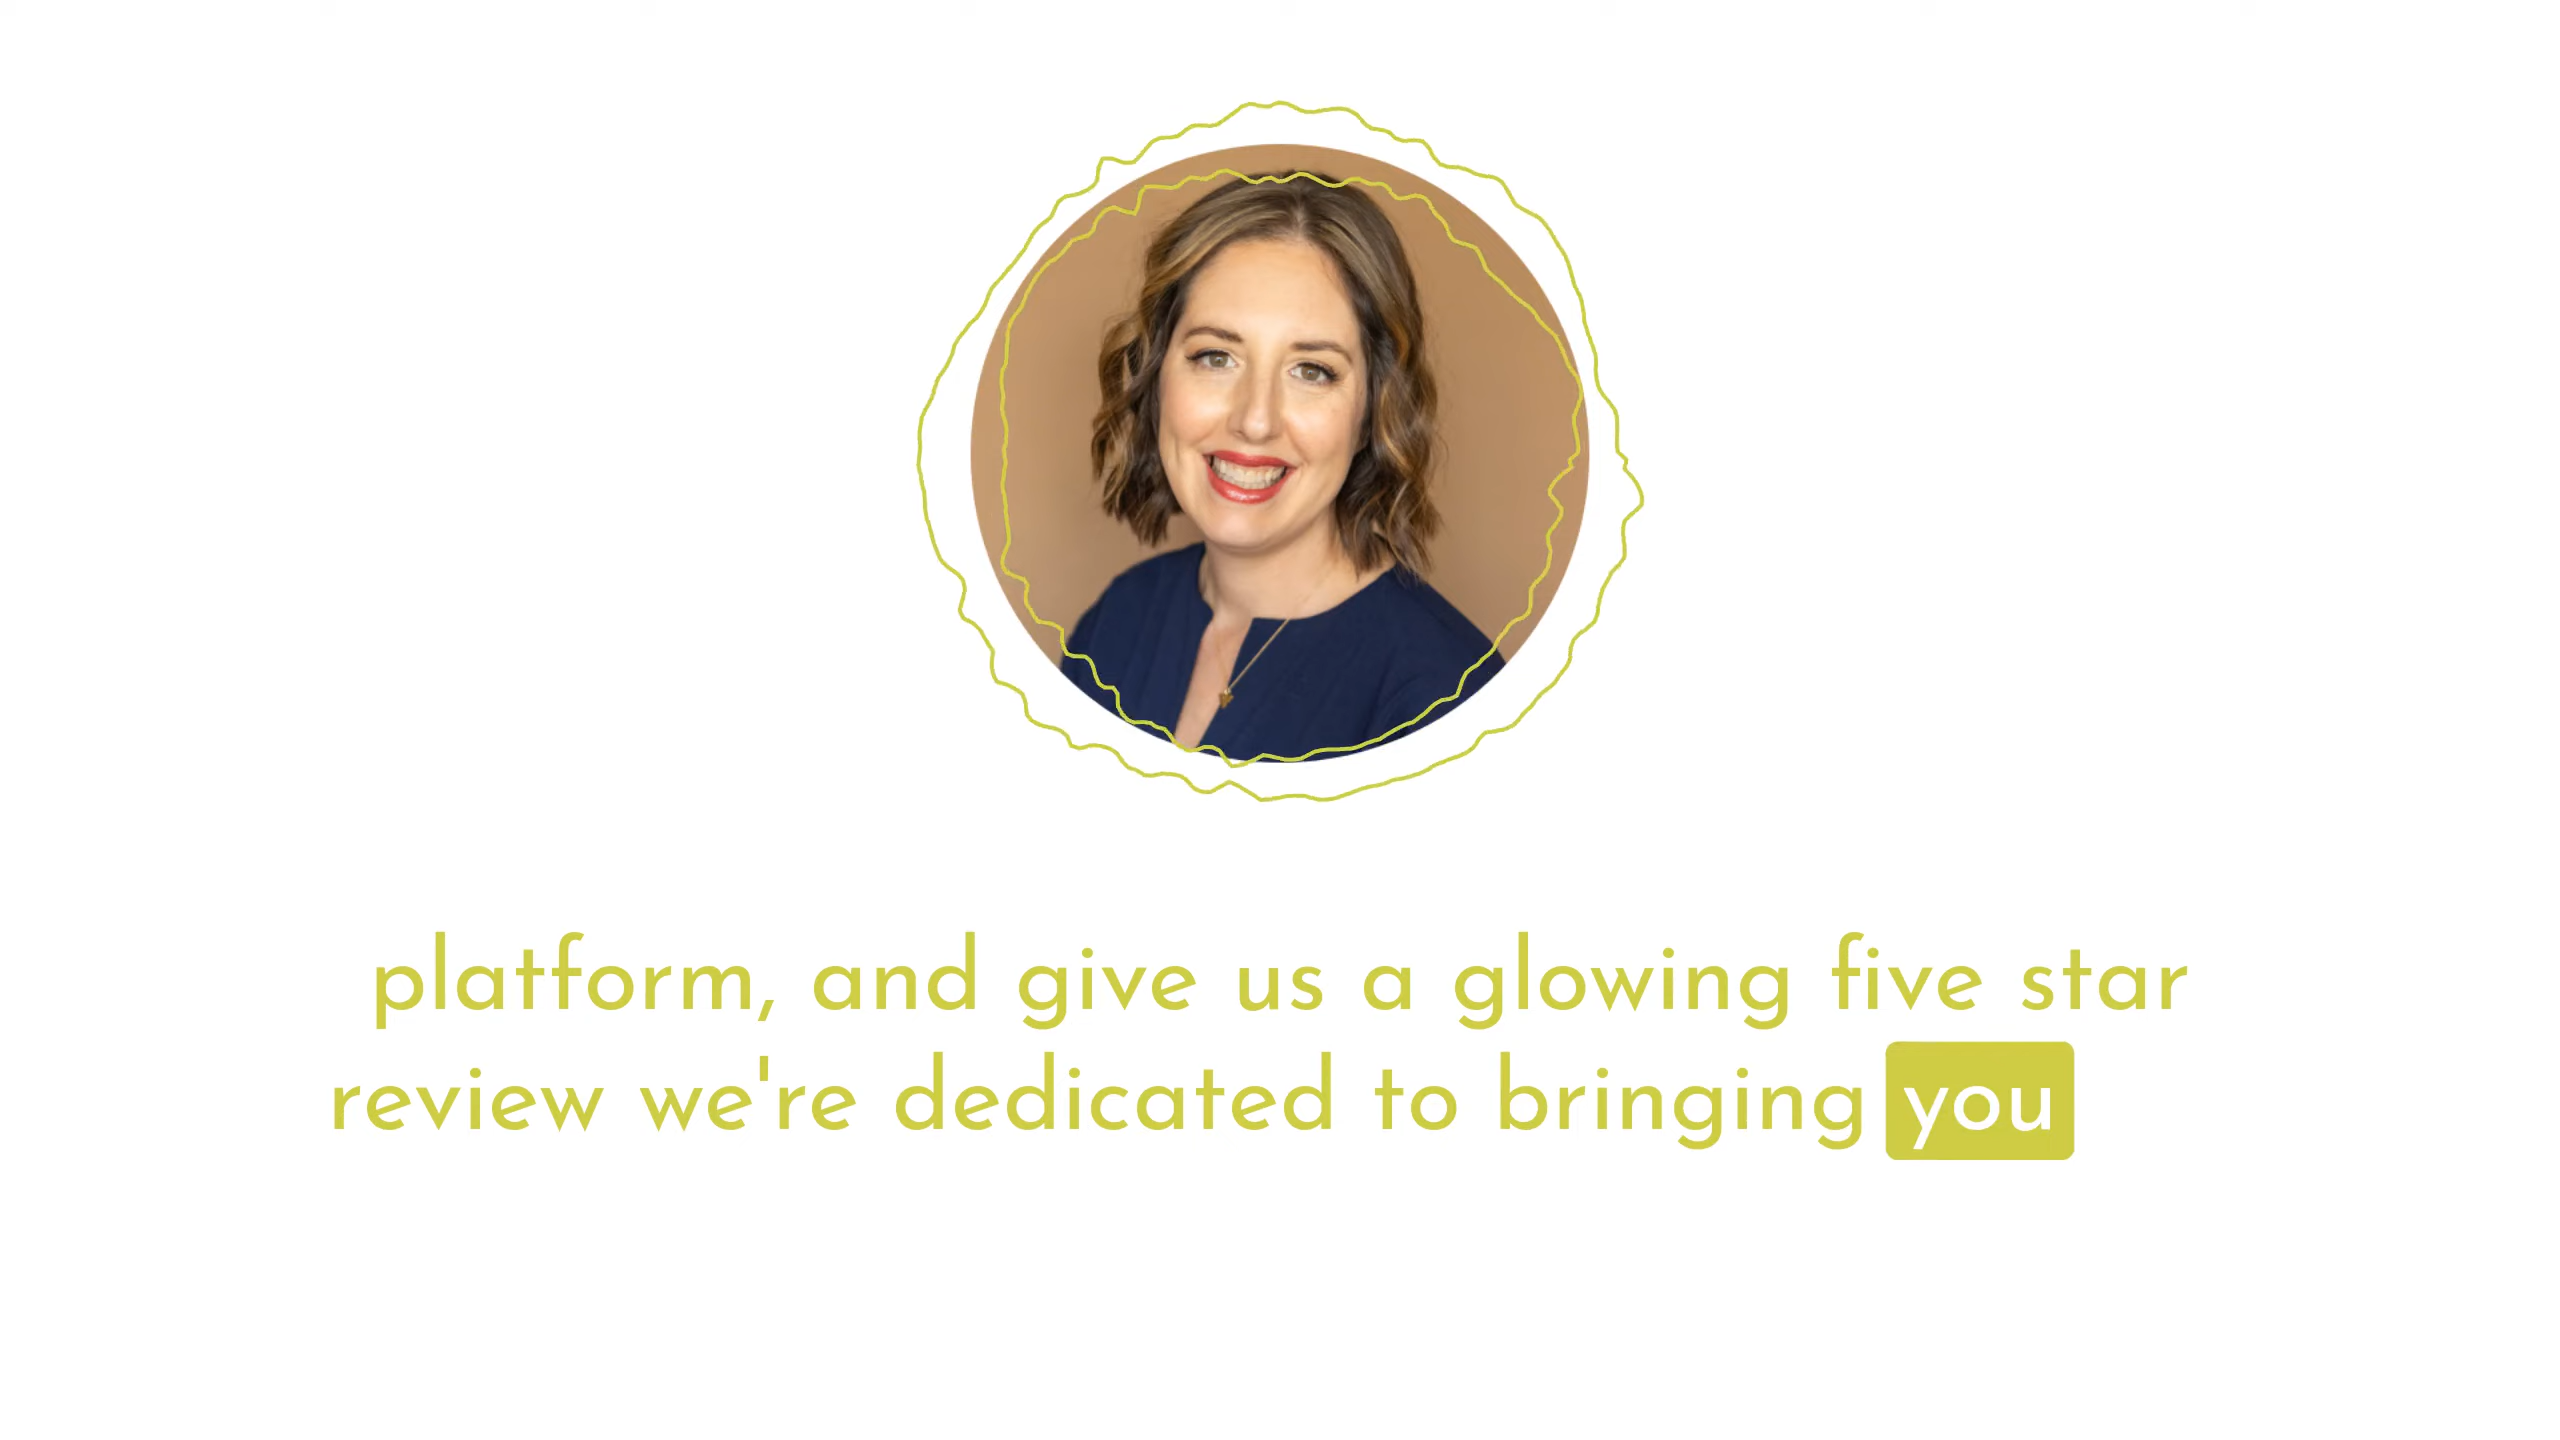 platform, and give us a glowing five star
review we're dedicated to bringing you